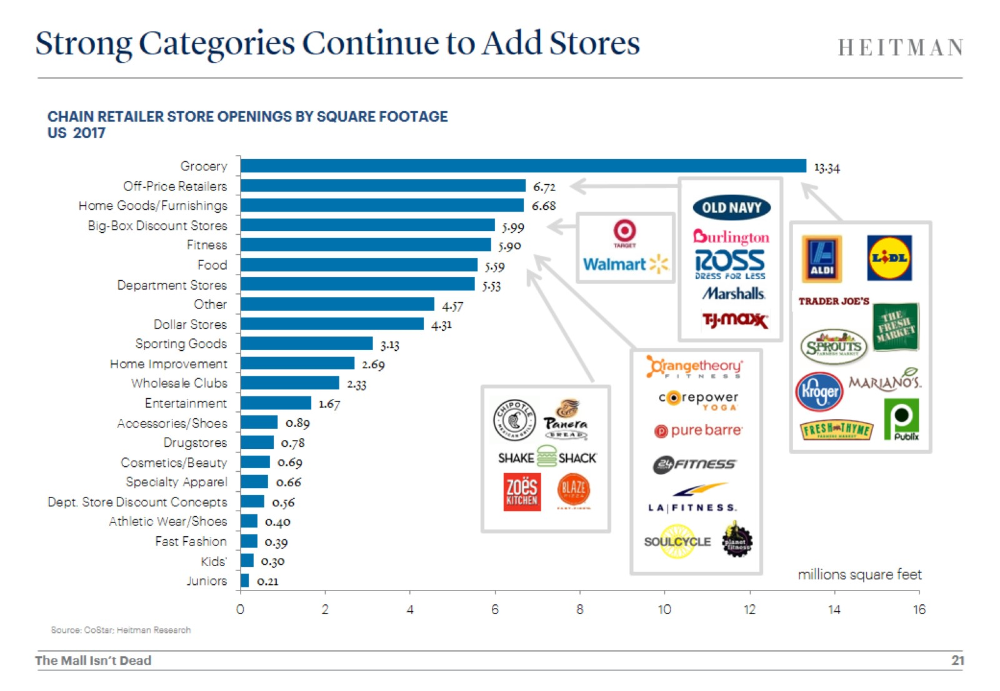 Strong Categories Continue to Add Stores
HEITMAN
CHAIN RETAILER STORE OPENINGS BY SQUARE FOOTAGE
US 2017
Grocery 13.34
Off-Price Retailers 6.72
Home Goods/Furnishings 6.68
Big-Box Discount Stores 5.99
Fitness 5.90
Food 5.59
Department Stores 5.53
Other 4.57
Dollar Stores 4.31
Sporting Goods 3.13
Home Improvement 2.69
Wholesale Clubs 2.33
Entertainment 1.67
Accessories/Shoes 0.89
Drugstores 0.78
Cosmetics/Beauty 0.69
Specialty Apparel 0.66
Dept. Store Discount Concepts 0.56
Athletic Wear/Shoes 0.40
Fast Fashion 0.39
Kids' 0.30
Juniors 0.21
0 2 4 6 8 10 12 14 16
millions square feet
TARGET
Walmart
OLD NAVY
Burlington
ROSS
DRESS FOR LESS
Marshalls.
T.J.maxx
ALDI
LIDL
TRADER JOE'S
THE
FRESH
MARKET
SPROUTS
FARMERS MARKET
Kroger
MARIANO'S
FRESH THYME
FARMERS MARKET
Publix
CHIPOTLE
MEXICAN GRILL
Panera
BREAD
SHAKE SHACK
ZOËS
KITCHEN
BLAZE
PIZZA
FAST-FIRE'D
Orangetheory
FITNESS
corepower
YOGA
pure barre
24 FITNESS
LA|FITNESS.
SOULCYCLE
planet
fitness
Source: CoStar; Heitman Research
The Mall Isn't Dead
21